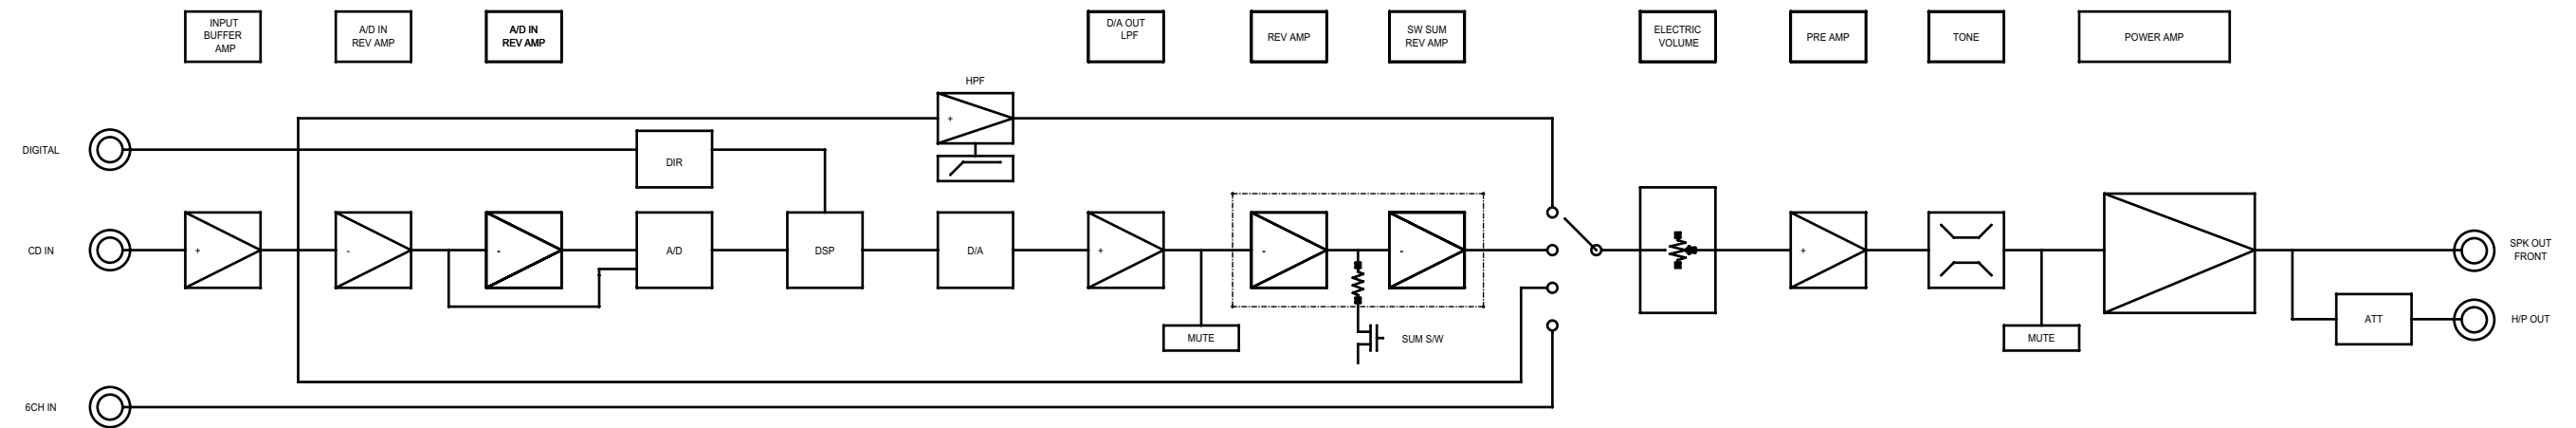 INPUT
BUFFER
AMP
A/D IN
REV AMP
A/D IN
REV AMP
D/A OUT
LPF
REV AMP
SW SUM
REV AMP
ELECTRIC
VOLUME
PRE AMP
TONE
POWER AMP
HPF
+
DIGITAL
DIR
CD IN
+
-
-
A/D
DSP
D/A
+
-
-
+
SPK OUT
FRONT
MUTE
SUM S/W
MUTE
ATT
H/P OUT
6CH IN